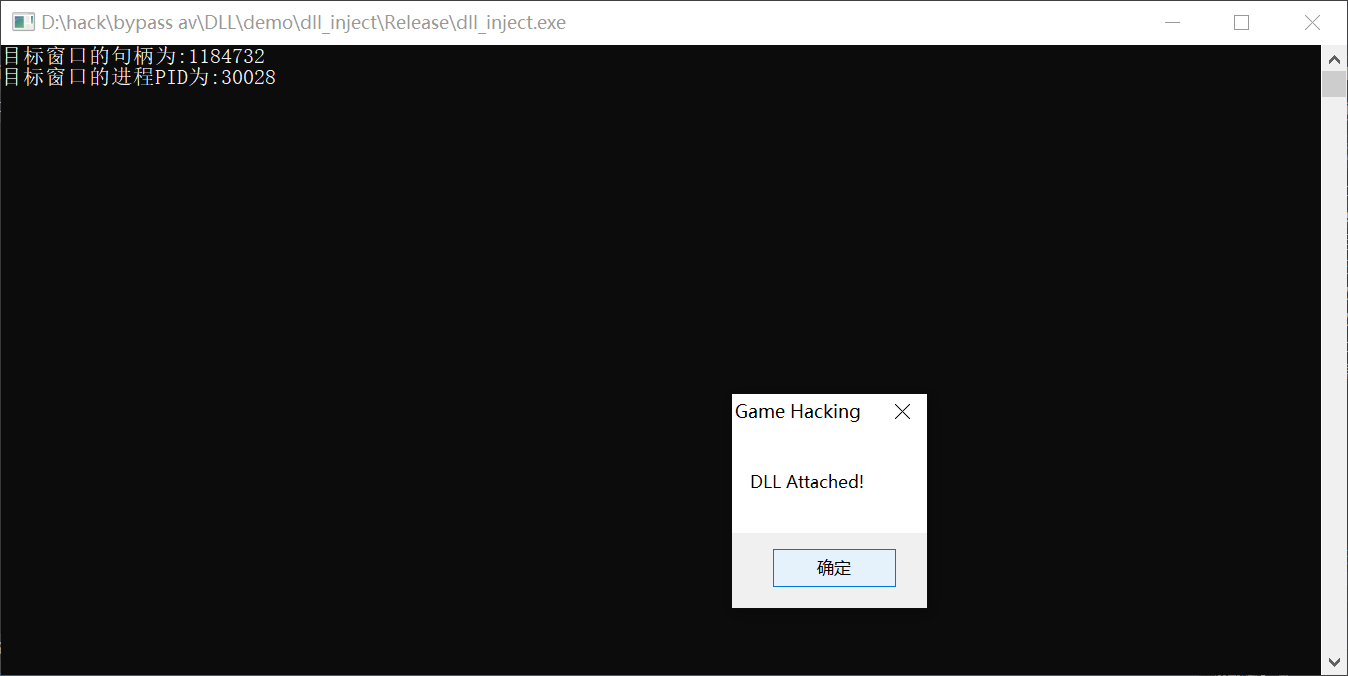 D:\hack\bypass av\DLL\demo\dll_inject\Release\dll_inject.exe
目标窗口的句柄为:1184732
目标窗口的进程PID为:30028
Game Hacking
DLL Attached!
确定